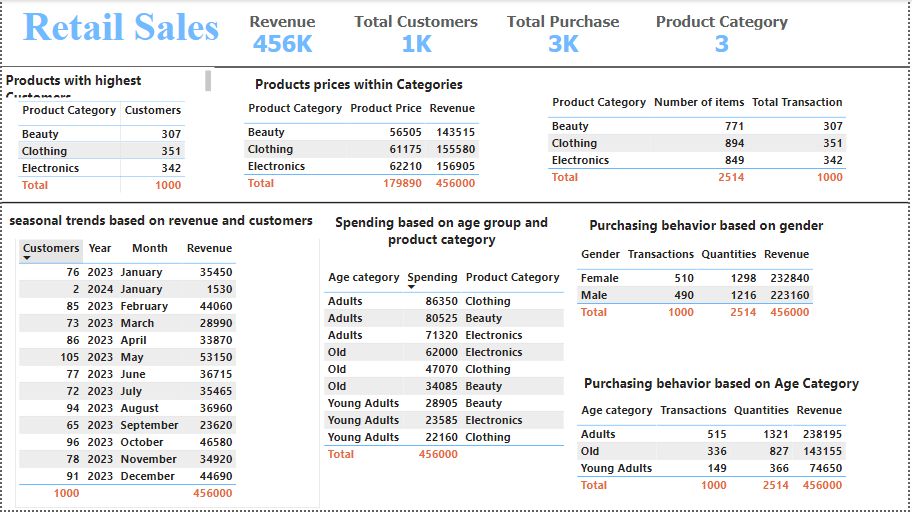 Retail Sales
Revenue
456K
Total Customers
1K
Total Purchase
3K
Product Category
3
Products with highest
Customers
Product Category Customers
Beauty 307
Clothing 351
Electronics 342
Total 1000
Products prices within Categories
Product Category Product Price Revenue
Beauty 56505 143515
Clothing 61175 155580
Electronics 62210 156905
Total 179890 456000
Product Category Number of items Total Transaction
Beauty 771 307
Clothing 894 351
Electronics 849 342
Total 2514 1000
seasonal trends based on revenue and customers
Customers Year Month Revenue
76 2023 January 35450
2 2024 January 1530
85 2023 February 44060
73 2023 March 28990
86 2023 April 33870
105 2023 May 53150
77 2023 June 36715
72 2023 July 35465
94 2023 August 36960
65 2023 September 23620
96 2023 October 46580
78 2023 November 34920
91 2023 December 44690
1000 456000
Spending based on age group and
product category
Age category Spending Product Category
Adults 86350 Clothing
Adults 80525 Beauty
Adults 71320 Electronics
Old 62000 Electronics
Old 47070 Clothing
Old 34085 Beauty
Young Adults 28905 Beauty
Young Adults 23585 Electronics
Young Adults 22160 Clothing
Total 456000
Purchasing behavior based on gender
Gender Transactions Quantities Revenue
Female 510 1298 232840
Male 490 1216 223160
Total 1000 2514 456000
Purchasing behavior based on Age Category
Age category Transactions Quantities Revenue
Adults 515 1321 238195
Old 336 827 143155
Young Adults 149 366 74650
Total 1000 2514 456000